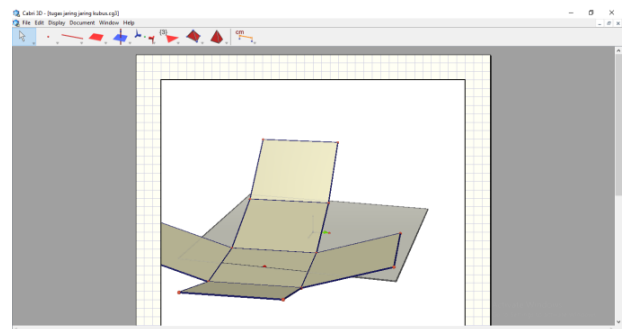 Cabri 3D - [tugas jaring jaring kubus.cg3]
File Edit Display Document Window Help
(3)
cm